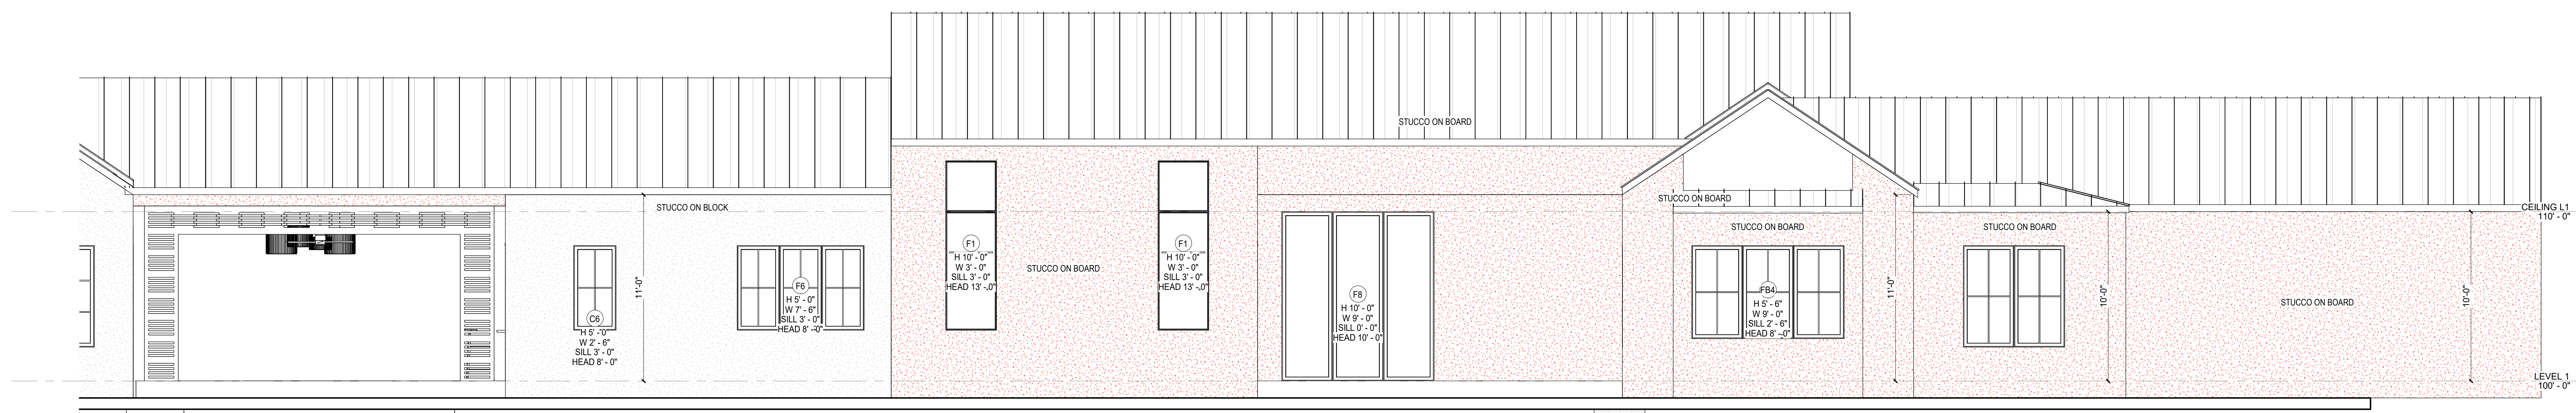 STUCCO ON BOARD
STUCCO ON BLOCK
11'-0"
C6
H 5' - 0"
W 2' - 6"
SILL 3' - 0"
HEAD 8' - 0"
F6
H 5' - 0"
W 7' - 6"
SILL 3' - 0"
HEAD 8' - 0"
F1
H 10' - 0"
W 3' - 0"
SILL 3' - 0"
HEAD 13' - 0"
STUCCO ON BOARD
F1
H 10' - 0"
W 3' - 0"
SILL 3' - 0"
HEAD 13' - 0"
F8
H 10' - 0"
W 9' - 0"
SILL 0' - 0"
HEAD 10' - 0"
STUCCO ON BOARD
STUCCO ON BOARD
FB4
H 5' - 6"
W 9' - 0"
SILL 2' - 6"
HEAD 8' - 0"
11'-0"
STUCCO ON BOARD
10'-0"
STUCCO ON BOARD
10'-0"
CEILING L1
110' - 0"
LEVEL 1
100' - 0"